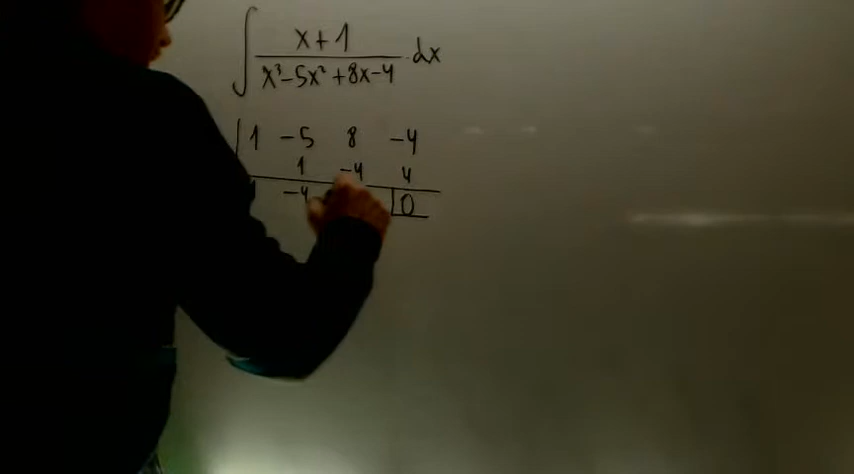 ∫ x+1 / x³-5x²+8x-4 · dx
1 -5 8 -4
1 -4 4
-4 0